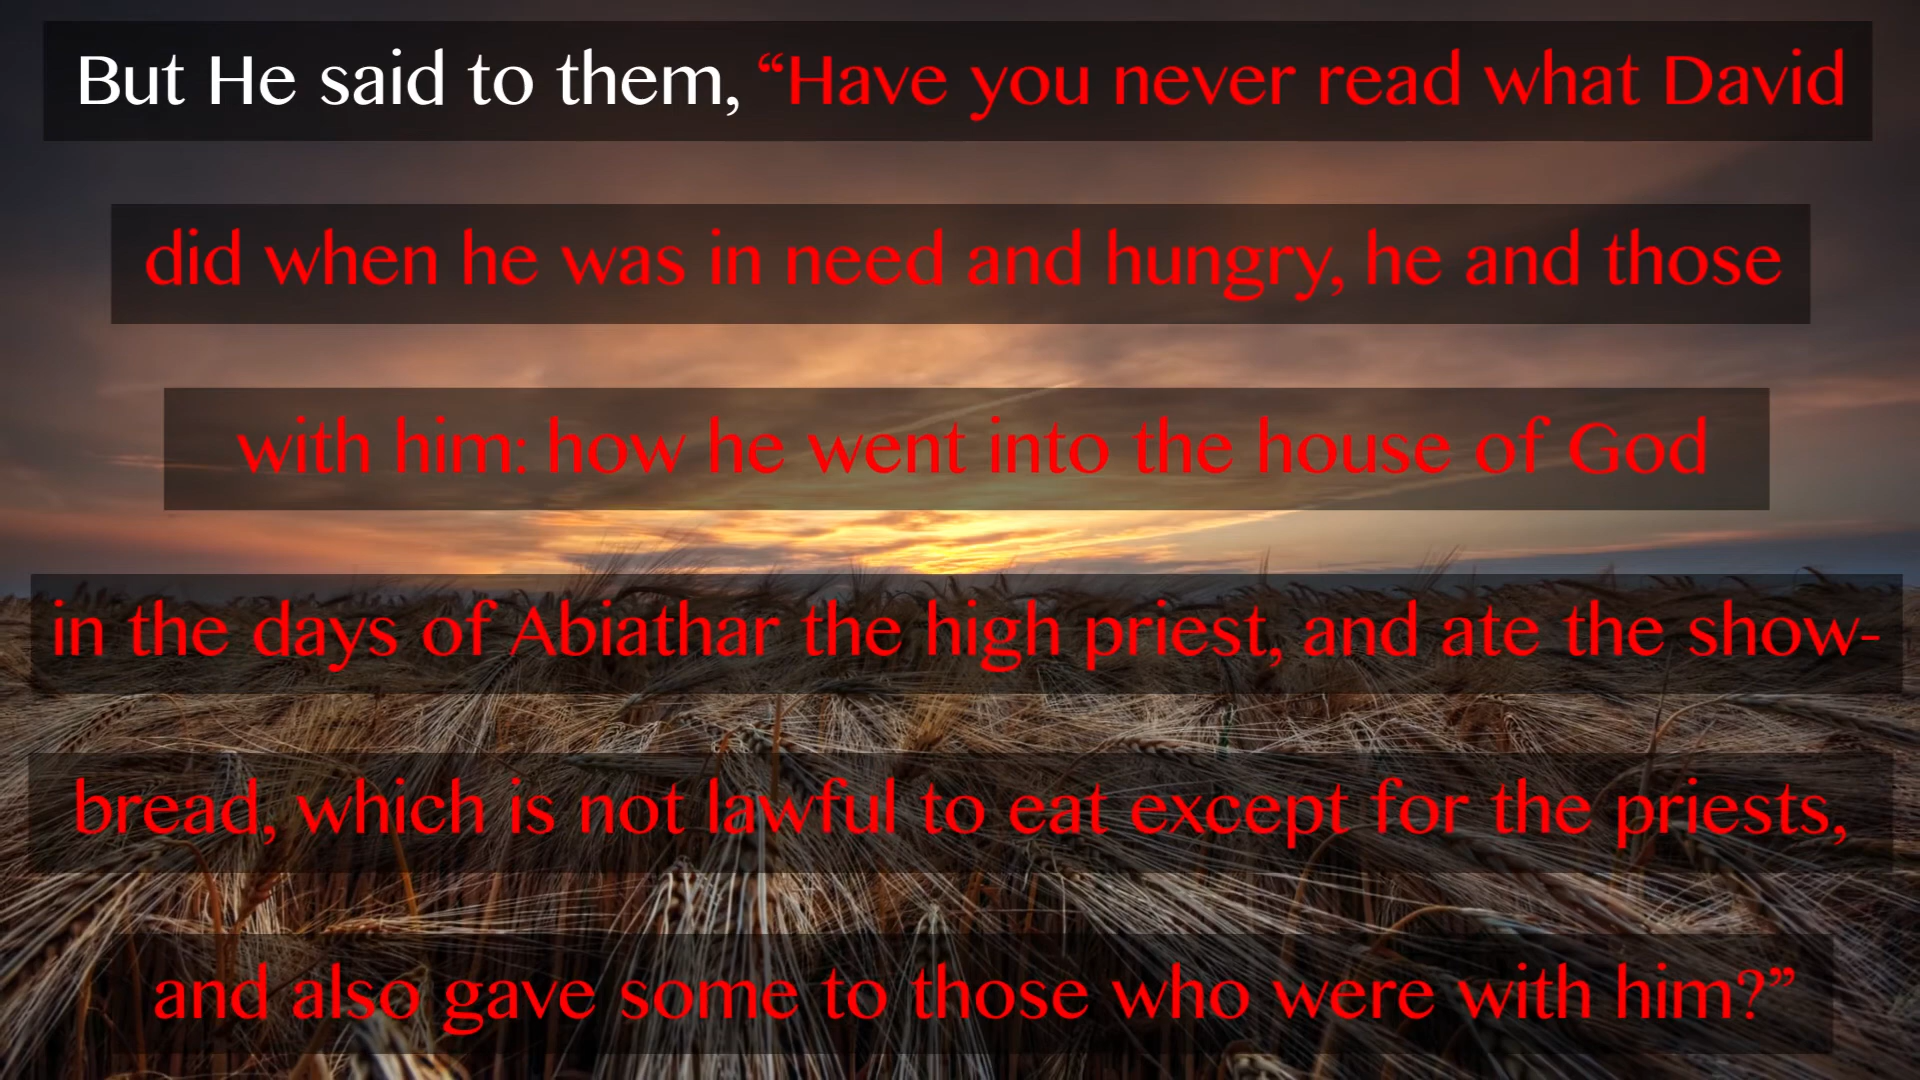 But He said to them, “Have you never read what David
did when he was in need and hungry, he and those
with him: how he went into the house of God
in the days of Abiathar the high priest, and ate the show-
bread, which is not lawful to eat except for the priests,
and also gave some to those who were with him?”